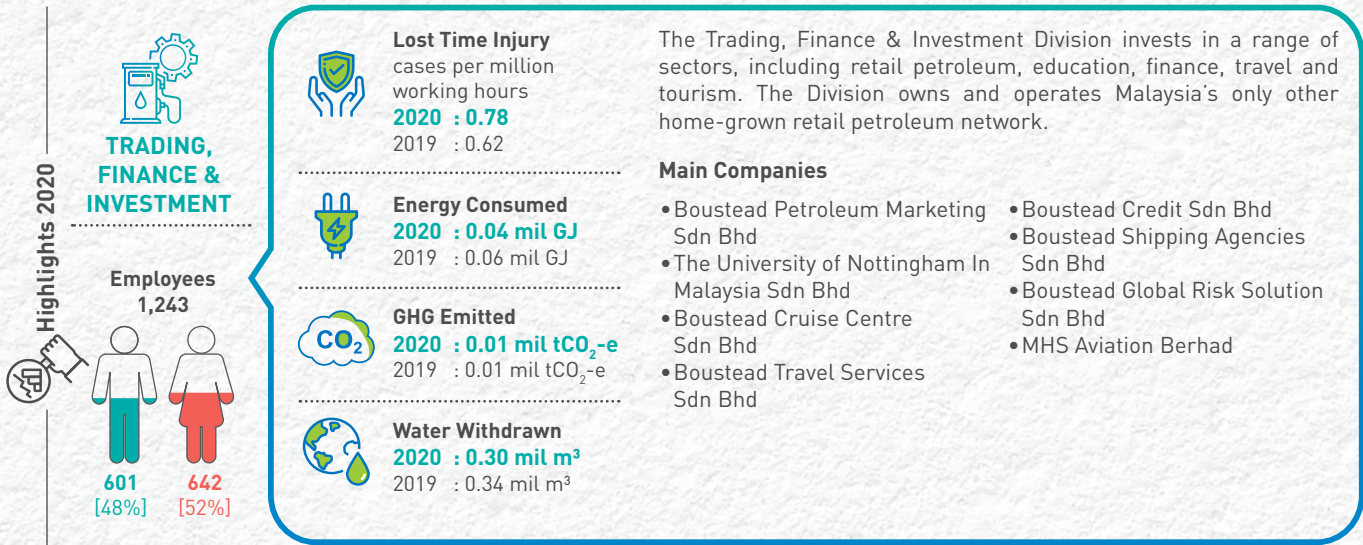 Highlights 2020
TRADING,
FINANCE &
INVESTMENT
Employees
1,243
601
[48%]
642
[52%]
Lost Time Injury
cases per million
working hours
2020 : 0.78
2019 : 0.62
Energy Consumed
2020 : 0.04 mil GJ
2019 : 0.06 mil GJ
CO₂
GHG Emitted
2020 : 0.01 mil tCO₂-e
2019 : 0.01 mil tCO₂-e
Water Withdrawn
2020 : 0.30 mil m³
2019 : 0.34 mil m³
The Trading, Finance & Investment Division invests in a range of
sectors, including retail petroleum, education, finance, travel and
tourism. The Division owns and operates Malaysia's only other
home-grown retail petroleum network.
Main Companies
• Boustead Petroleum Marketing
Sdn Bhd
• The University of Nottingham In
Malaysia Sdn Bhd
• Boustead Cruise Centre
Sdn Bhd
• Boustead Travel Services
Sdn Bhd
• Boustead Credit Sdn Bhd
• Boustead Shipping Agencies
Sdn Bhd
• Boustead Global Risk Solution
Sdn Bhd
• MHS Aviation Berhad